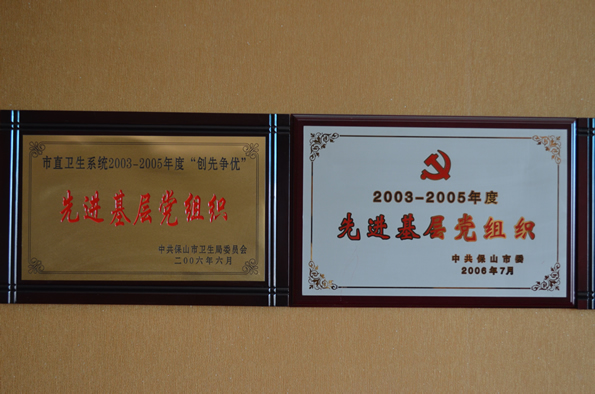 市直卫生系统2003-2005年度“创先争优”
先进基层党组织
中共保山市卫生局委员会
二00六年六月
2003-2005年度
先进基层党组织
中共保山市委
2006年7月